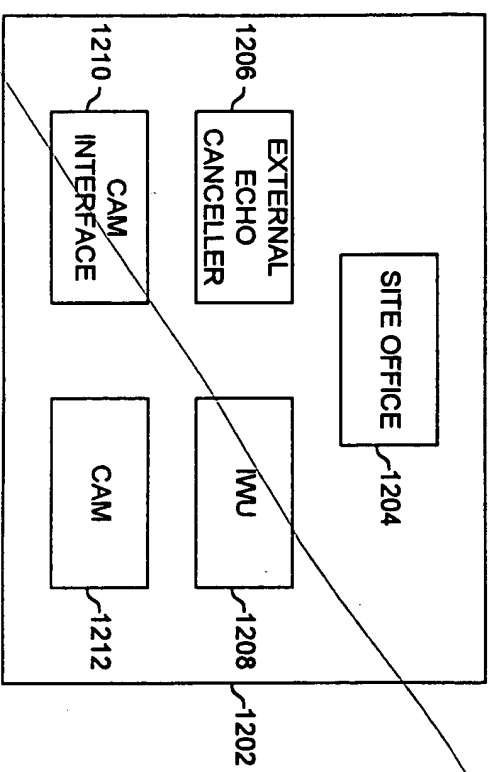 SITE OFFICE
1204
1206
EXTERNAL
ECHO
CANCELLER
IWU
1208
1210
CAM
INTERFACE
CAM
1212
1202